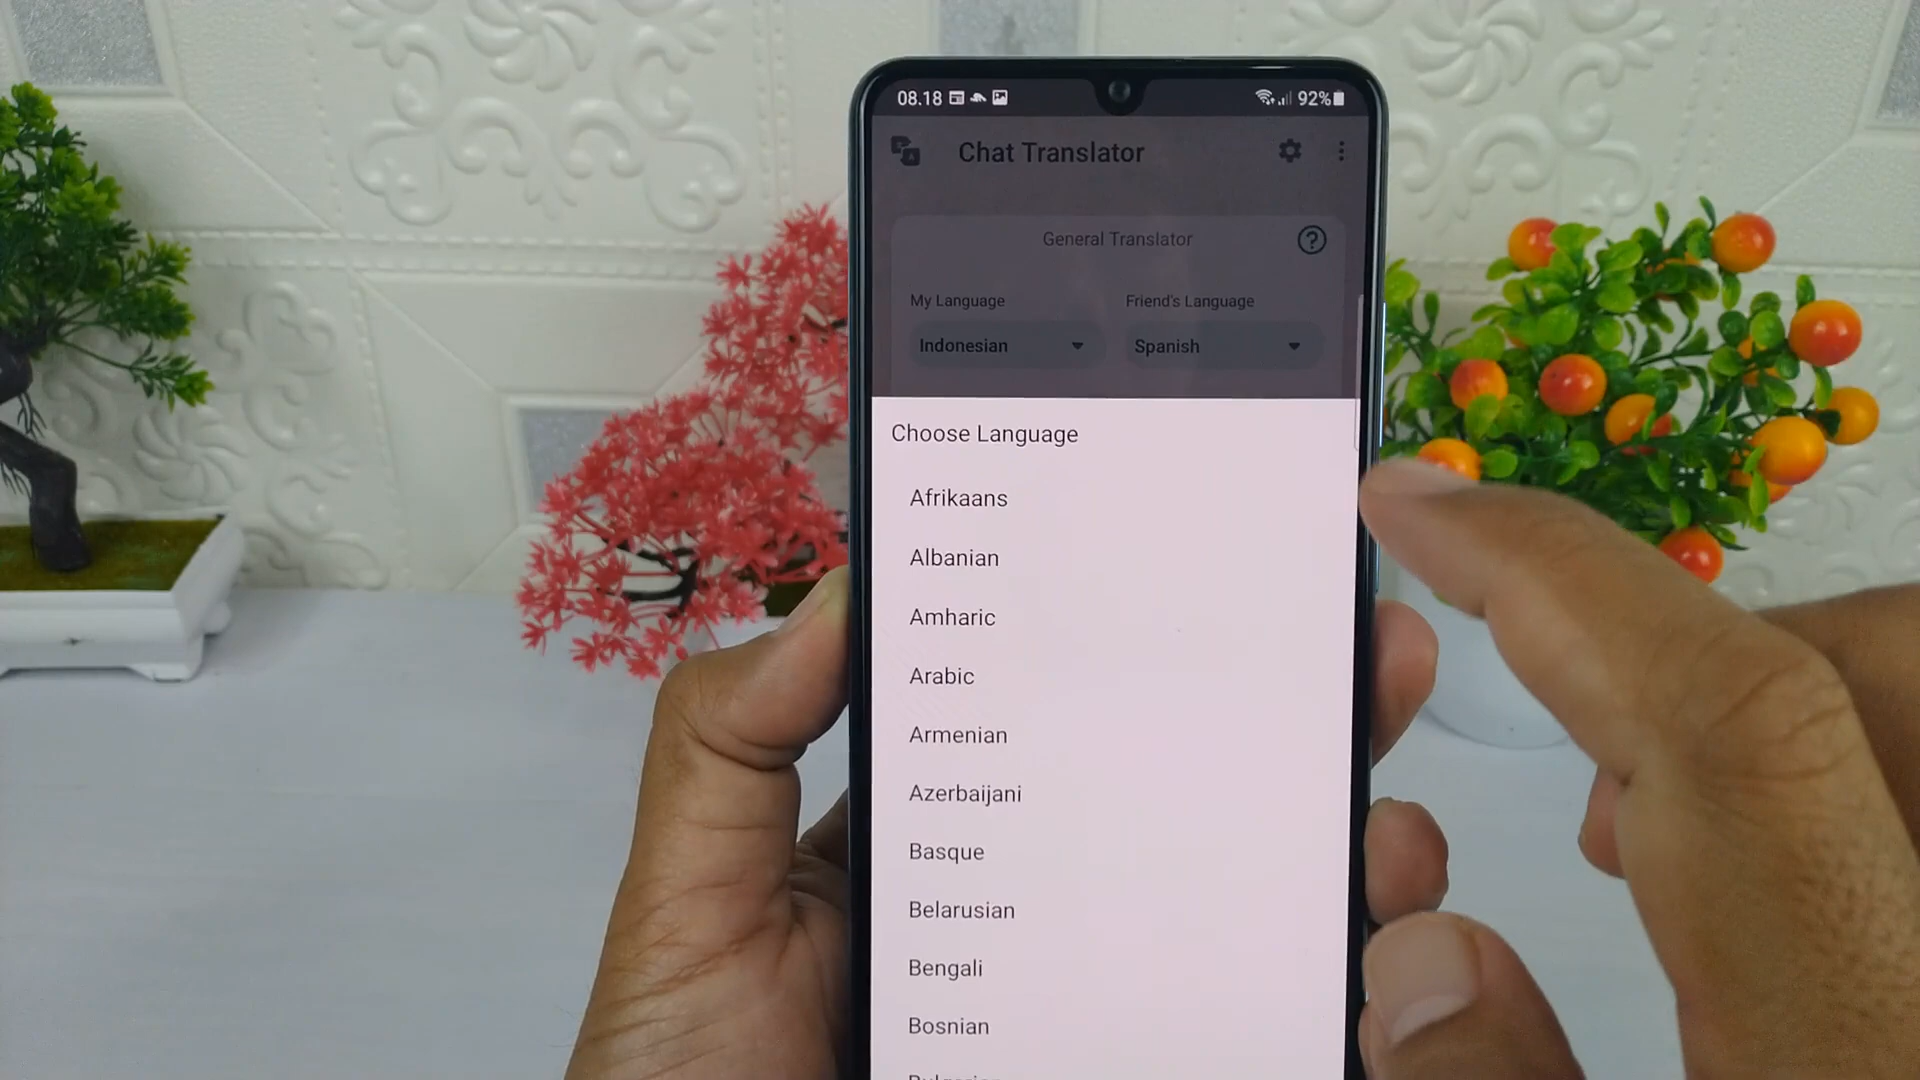 08.18 92%
Chat Translator
General Translator
My Language Friend's Language
Indonesian Spanish
Choose Language
Afrikaans
Albanian
Amharic
Arabic
Armenian
Azerbaijani
Basque
Belarusian
Bengali
Bosnian